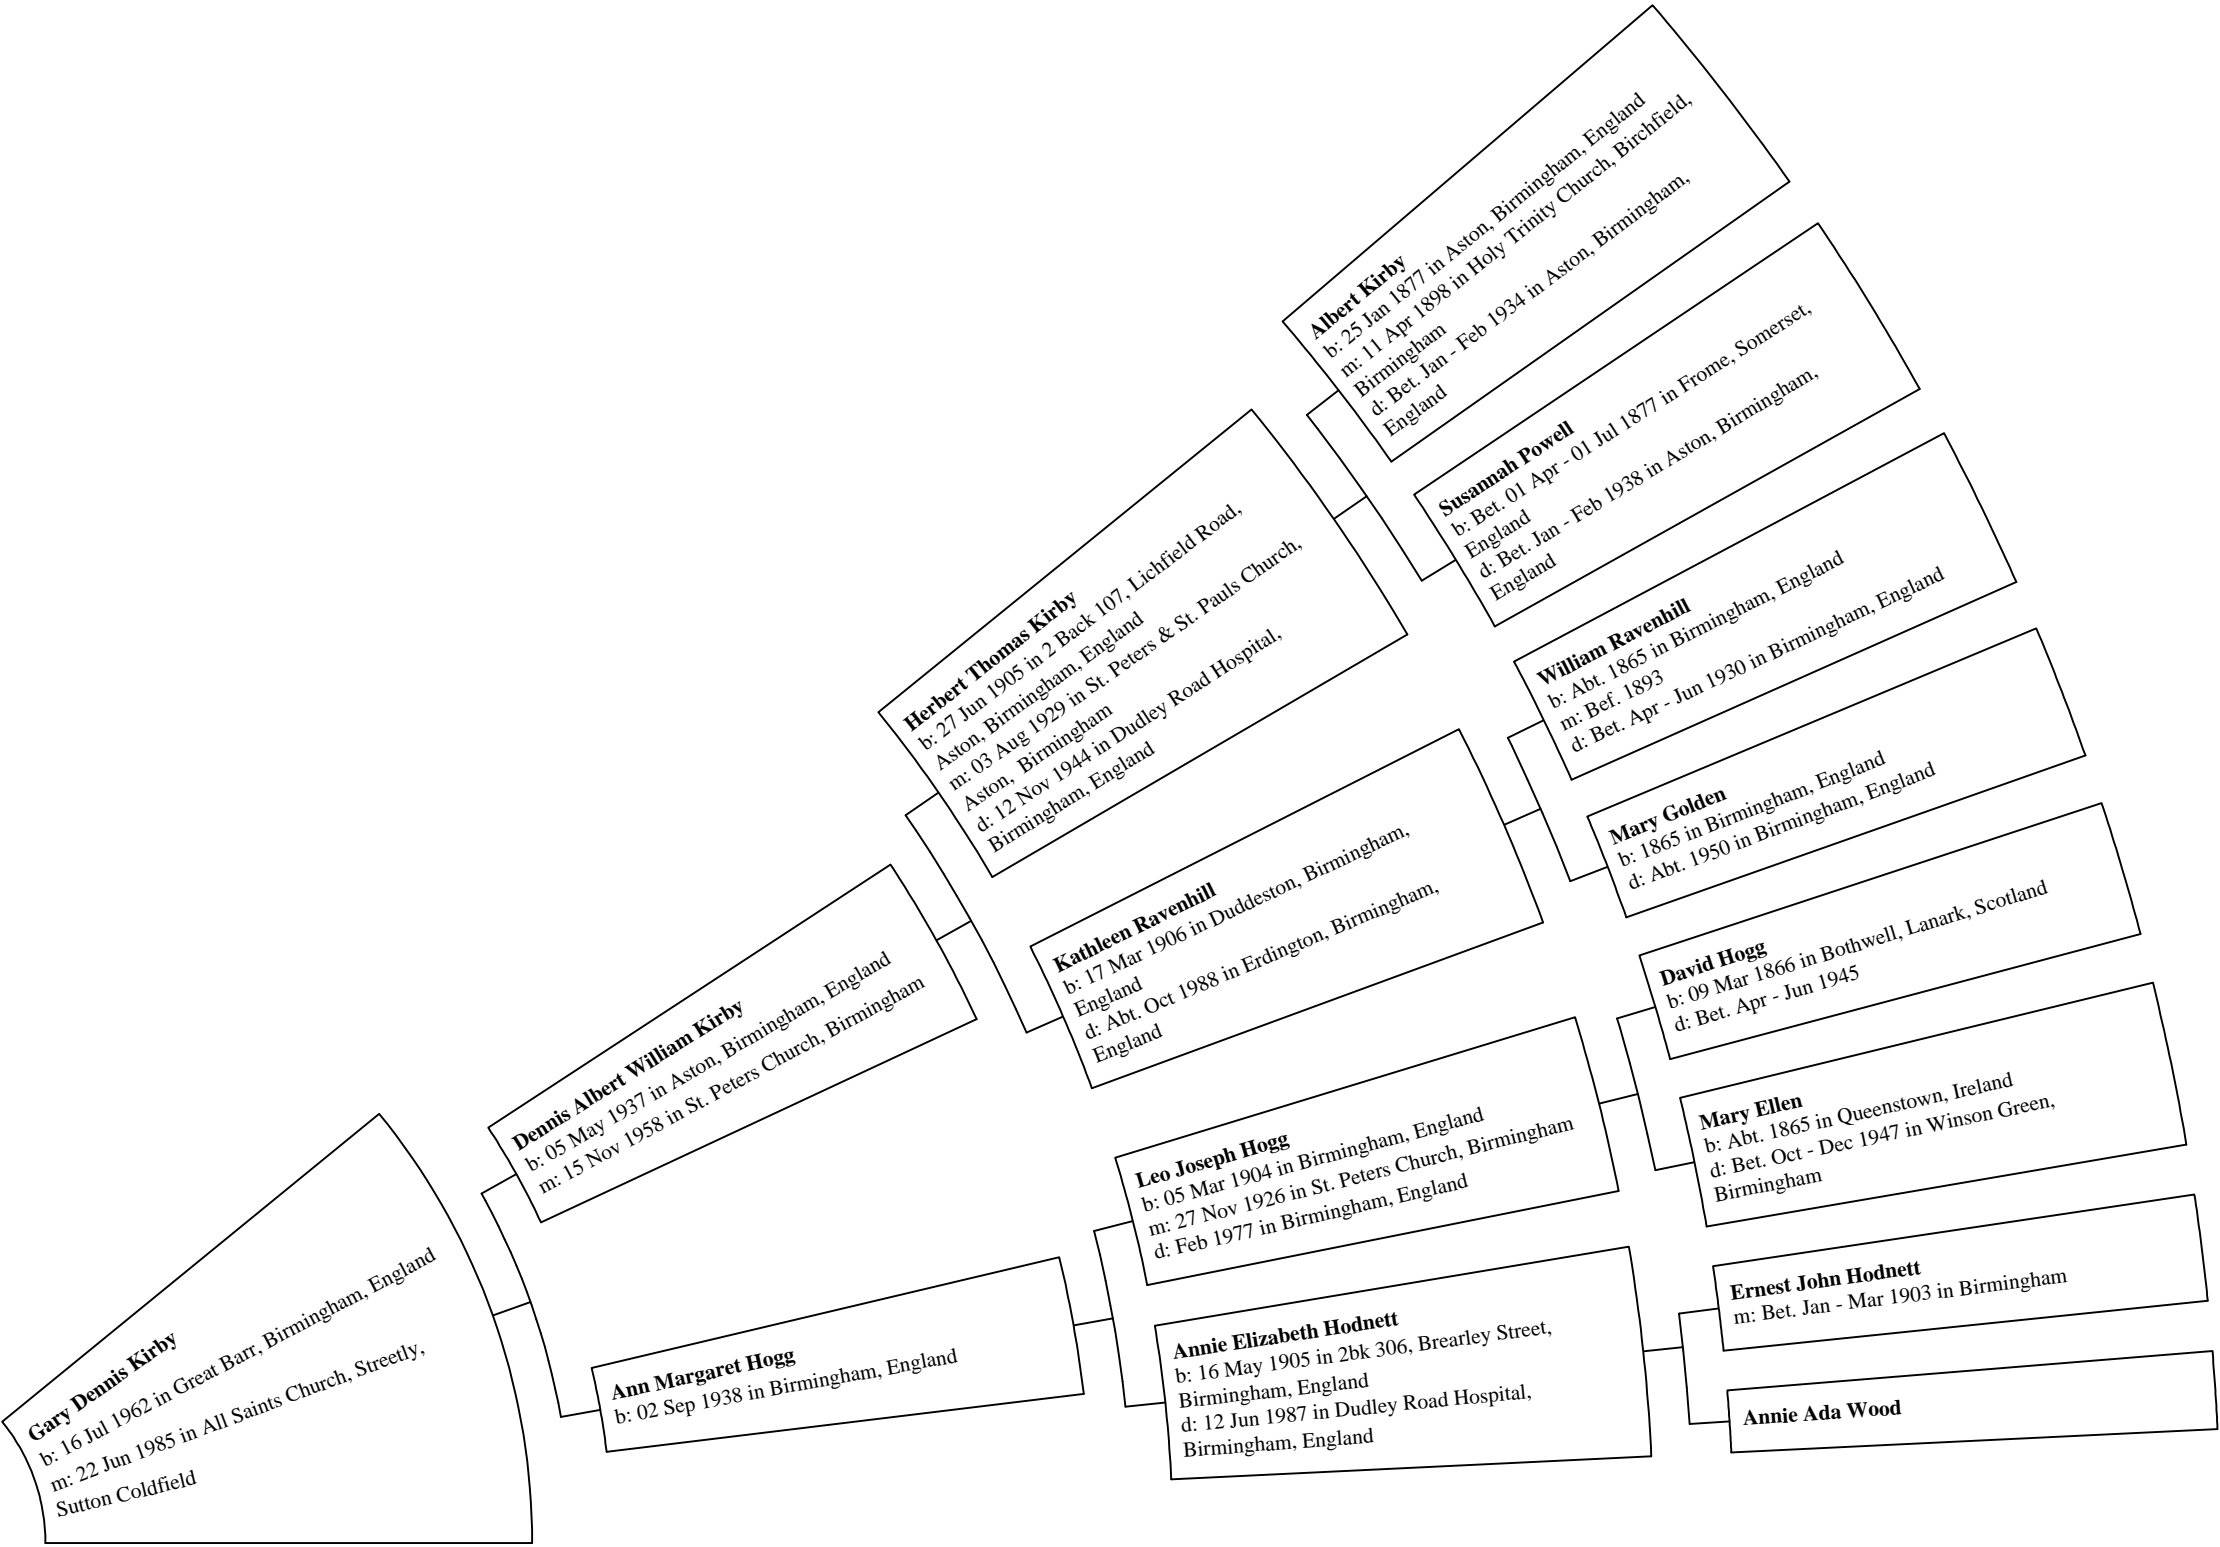 Albert Kirby
b: 25 Jan 1877 in Aston, Birmingham, England
m: 11 Apr 1898 in Holy Trinity Church, Birchfield,
Birmingham
d: Bet. Jan - Feb 1934 in Aston, Birmingham,
England
Susannah Powell
b: Bet. 01 Apr - 01 Jul 1877 in Frome, Somerset,
England
d: Bet. Jan - Feb 1938 in Aston, Birmingham,
England
Herbert Thomas Kirby
b: 27 Jun 1905 in 2 Back 107, Lichfield Road,
Aston, Birmingham, England
m: 03 Aug 1929 in St. Peters & St. Pauls Church,
Aston, Birmingham
d: 12 Nov 1944 in Dudley Road Hospital,
Birmingham, England
William Ravenhill
b: Abt. 1865 in Birmingham, England
m: Bef. 1893
d: Bet. Apr - Jun 1930 in Birmingham, England
Mary Golden
b: 1865 in Birmingham, England
d: Abt. 1950 in Birmingham, England
Kathleen Ravenhill
b: 17 Mar 1906 in Duddeston, Birmingham,
England
d: Abt. Oct 1988 in Erdington, Birmingham,
England
Dennis Albert William Kirby
b: 05 May 1937 in Aston, Birmingham, England
m: 15 Nov 1958 in St. Peters Church, Birmingham
David Hogg
b: 09 Mar 1866 in Bothwell, Lanark, Scotland
d: Bet. Apr - Jun 1945
Mary Ellen
b: Abt. 1865 in Queenstown, Ireland
d: Bet. Oct - Dec 1947 in Winson Green,
Birmingham
Leo Joseph Hogg
b: 05 Mar 1904 in Birmingham, England
m: 27 Nov 1926 in St. Peters Church, Birmingham
d: Feb 1977 in Birmingham, England
Gary Dennis Kirby
b: 16 Jul 1962 in Great Barr, Birmingham, England
m: 22 Jun 1985 in All Saints Church, Streetly,
Sutton Coldfield
Ann Margaret Hogg
b: 02 Sep 1938 in Birmingham, England
Annie Elizabeth Hodnett
b: 16 May 1905 in 2bk 306, Brearley Street,
Birmingham, England
d: 12 Jun 1987 in Dudley Road Hospital,
Birmingham, England
Ernest John Hodnett
m: Bet. Jan - Mar 1903 in Birmingham
Annie Ada Wood